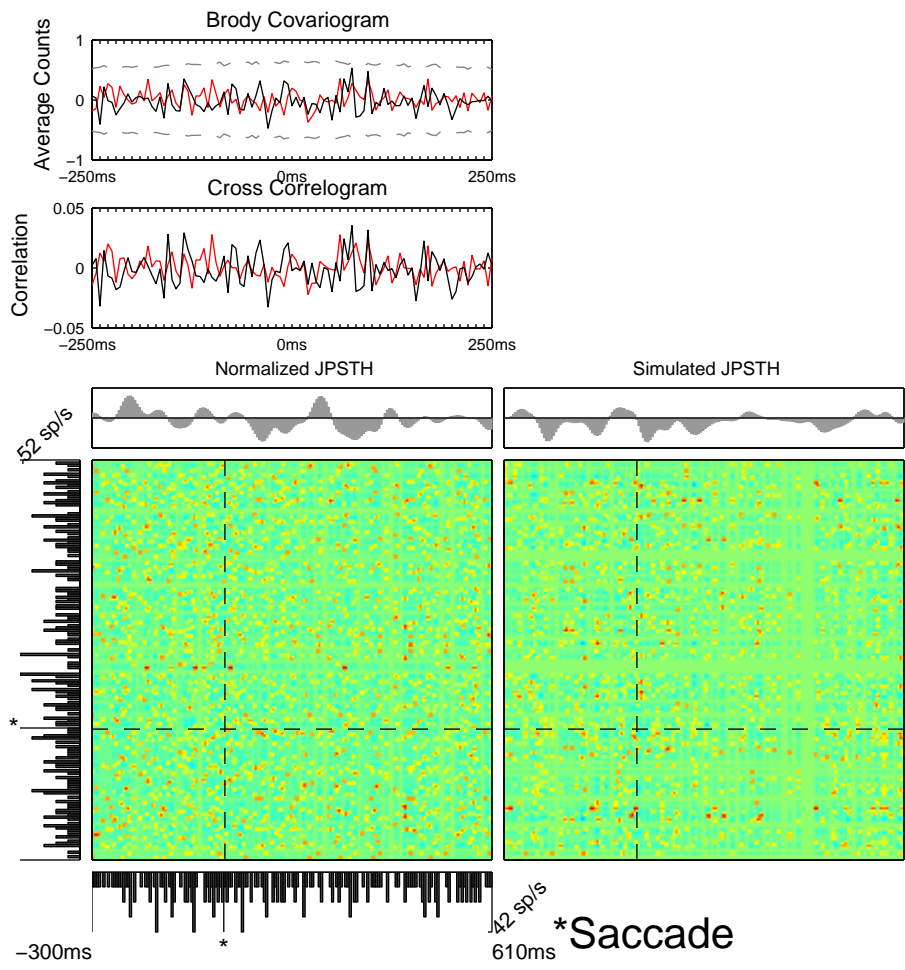 Brody Covariogram
Average Counts
1
0
−1
−250ms
0ms
250ms
Cross Correlogram
Correlation
0.05
0
−0.05
−250ms
0ms
250ms
Normalized JPSTH
Simulated JPSTH
52 sp/s
*
42 sp/s
*
−300ms
610ms
*Saccade